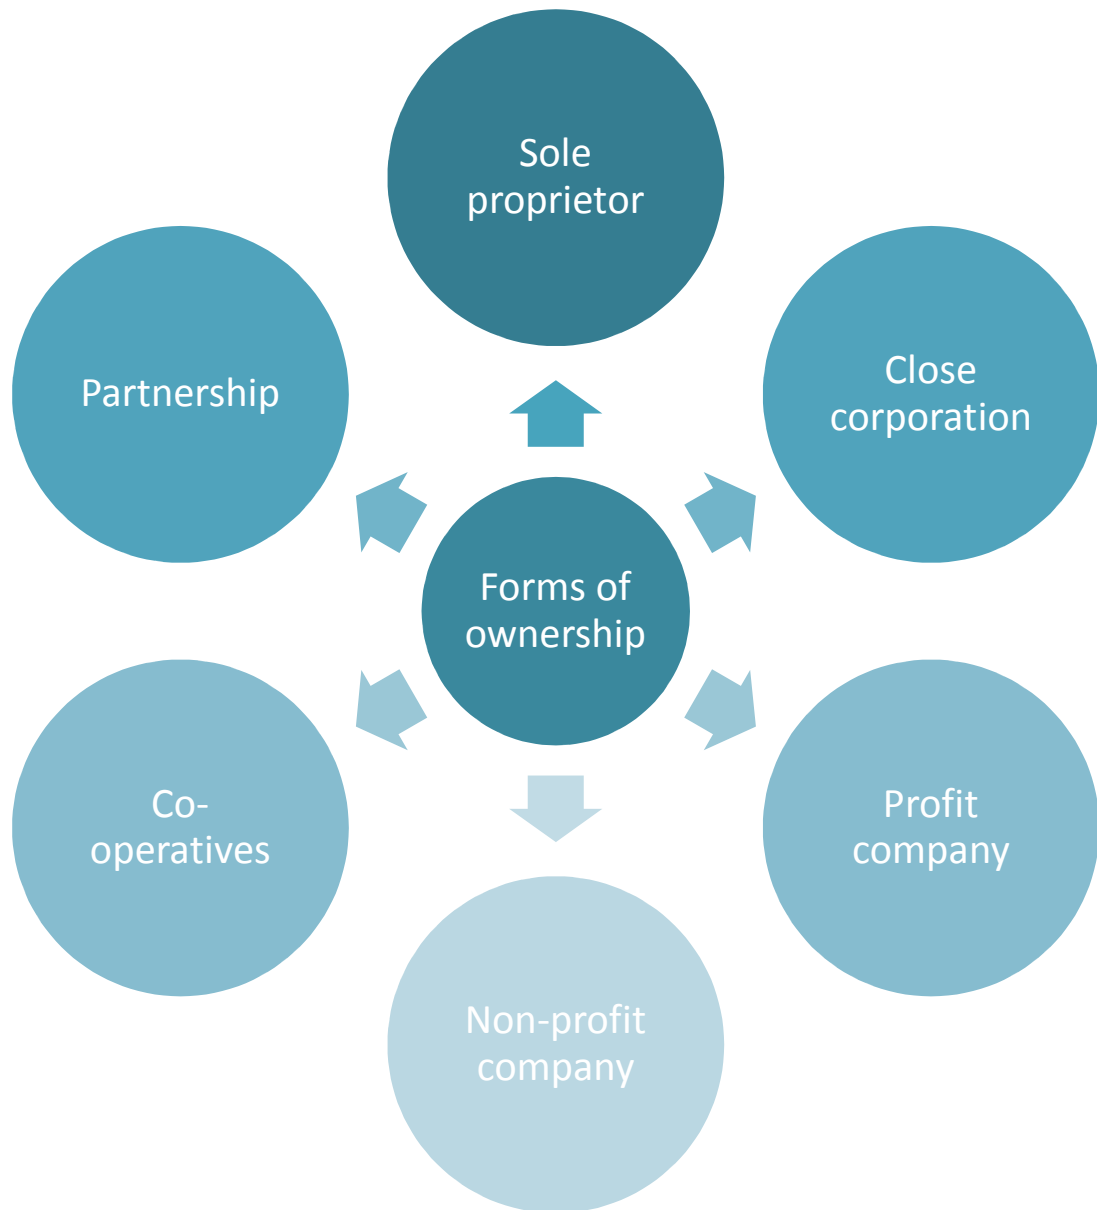 Sole
proprietor
Partnership
Close
corporation
Forms of
ownership
Co-
operatives
Profit
company
Non-profit
company